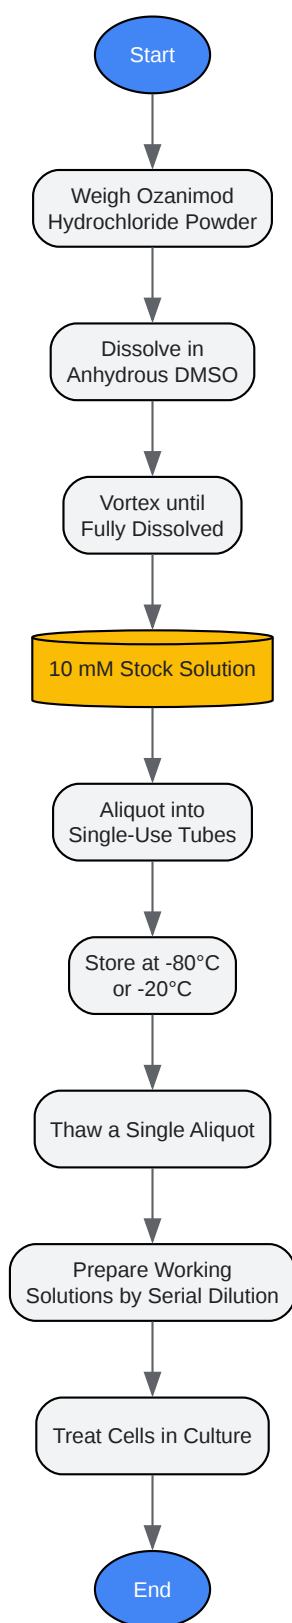 Start
Weigh Ozanimod
Hydrochloride Powder
Dissolve in
Anhydrous DMSO
Vortex until
Fully Dissolved
10 mM Stock Solution
Aliquot into
Single-Use Tubes
Store at -80°C
or -20°C
Thaw a Single Aliquot
Prepare Working
Solutions by Serial Dilution
Treat Cells in Culture
End